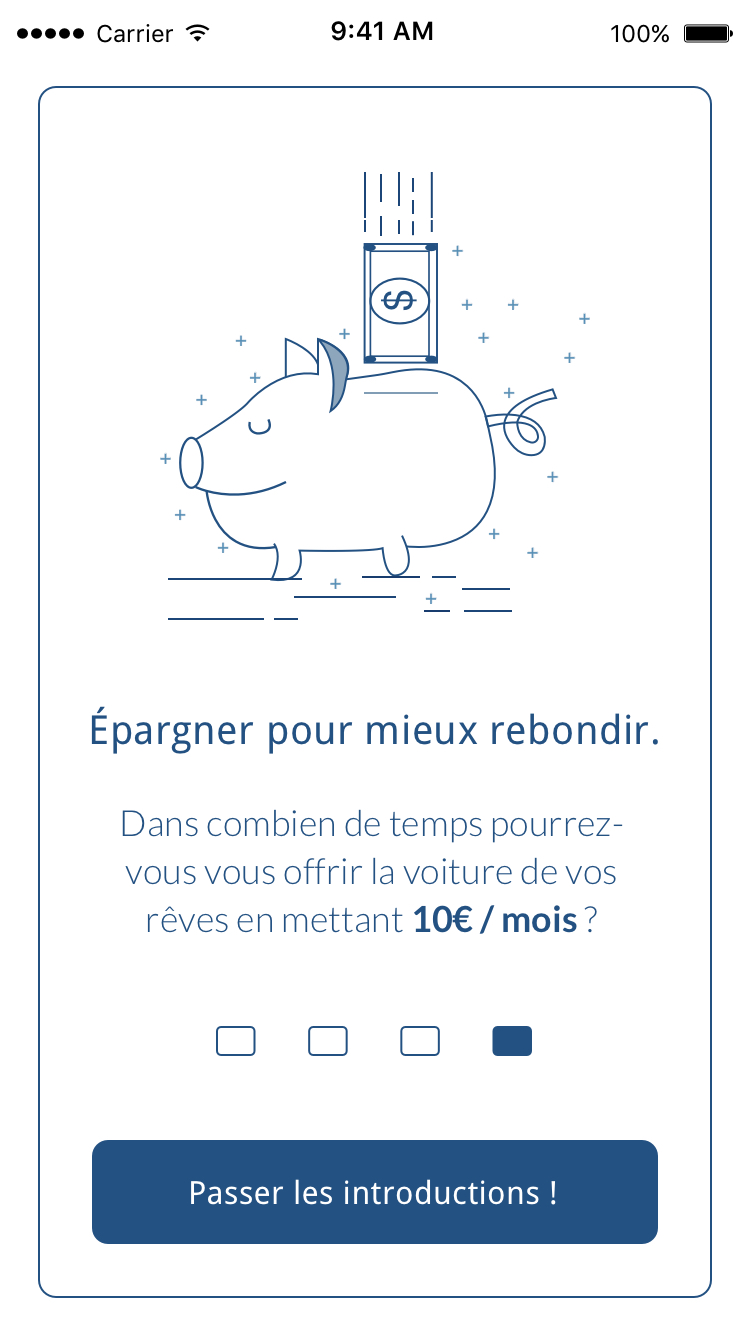 Carrier 9:41 AM 100%
$
Épargner pour mieux rebondir.
Dans combien de temps pourrez-
vous vous offrir la voiture de vos
rêves en mettant 10€ / mois ?
Passer les introductions !